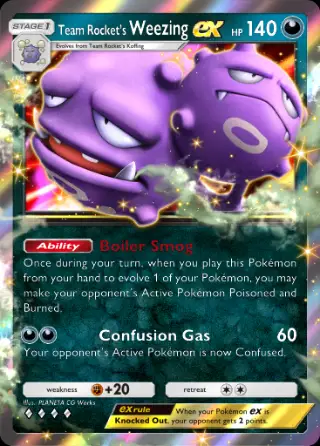 STAGE 1 Team Rocket's Weezing ex HP 140
Evolves from Team Rocket's Koffing
Ability Boiler Smog
Once during your turn, when you play this Pokémon
from your hand to evolve 1 of your Pokémon, you may
make your opponent's Active Pokémon Poisoned and
Burned.
Confusion Gas 60
Your opponent's Active Pokémon is now Confused.
weakness +20 retreat
Illus. PLANETA CG Works
ex rule When your Pokémon ex is
Knocked Out, your opponent gets 2 points.